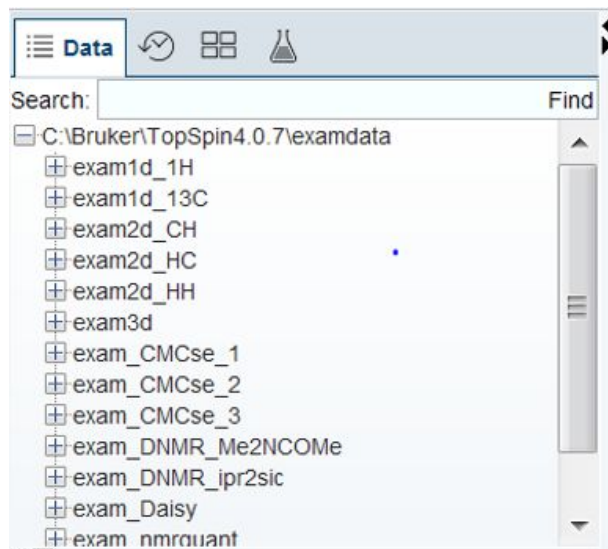 Data
Search: Find
C:\Bruker\TopSpin4.0.7\examdata
exam1d_1H
exam1d_13C
exam2d_CH
exam2d_HC
exam2d_HH
exam3d
exam_CMCse_1
exam_CMCse_2
exam_CMCse_3
exam_DNMR_Me2NCOMe
exam_DNMR_ipr2sic
exam_Daisy
exam_nmrquant